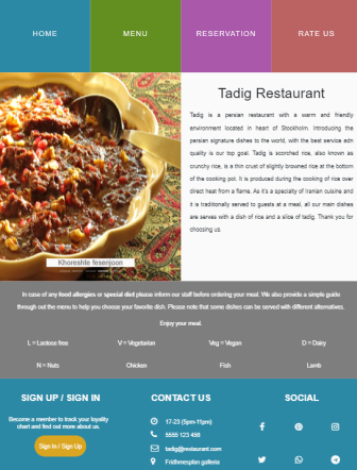 HOME MENU RESERVATION RATE US
Tadig Restaurant
Tadig is a persian restaurant with a warm and friendly
environment located in heart of Stockholm. Introducing the
persian signature dishes to the world, with the best service adn
quality is our top goal. Tadig is scorched rice, also known as
crunchy rice, is a thin crust of slightly browned rice at the bottom
of the cooking pot. It is produced during the cooking of rice over
direct heat from a flame. As it's a specialty of Iranian cuisine and
it is traditionally served to guests at a meal, all our main dishes
are serves with a dish of rice and a slice of tadig. Thank you for
choosing us.
Khoreshte fesenjoon
In case of any food allergies or special diet please inform our staff before ordering your meal. We also provide a simple guide
through out the menu to help you choose your favorite dish. Please note that some dishes can be served with different alternatives.
Enjoy your meal.
L = Lactose free V = Vegetarian Veg = Vegan D = Dairy
N = Nuts Chicken Fish Lamb
SIGN UP / SIGN IN
Become a member to track your loyalty
chart and find out more about us.
Sign In / Sign Up
CONTACT US
17-23 (5pm-11pm)
5555 123 456
tadig@restaurant.com
Fridhemsplan galleria
SOCIAL